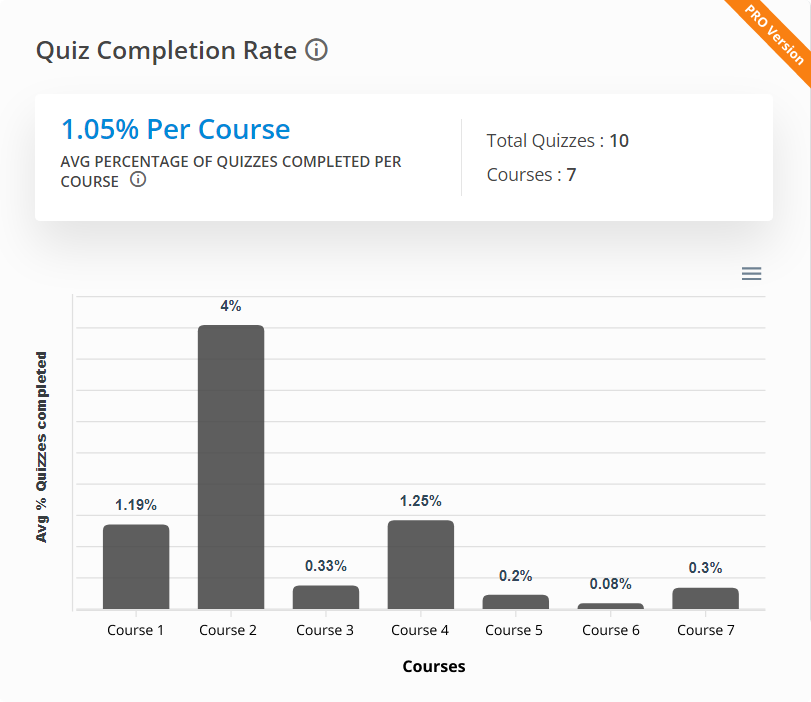 PRO Version
Quiz Completion Rate
1.05% Per Course
AVG PERCENTAGE OF QUIZZES COMPLETED PER
COURSE
Total Quizzes : 10
Courses : 7
Avg % Quizzes completed
4%
1.19%
0.33%
1.25%
0.2%
0.08%
0.3%
Course 1
Course 2
Course 3
Course 4
Course 5
Course 6
Course 7
Courses